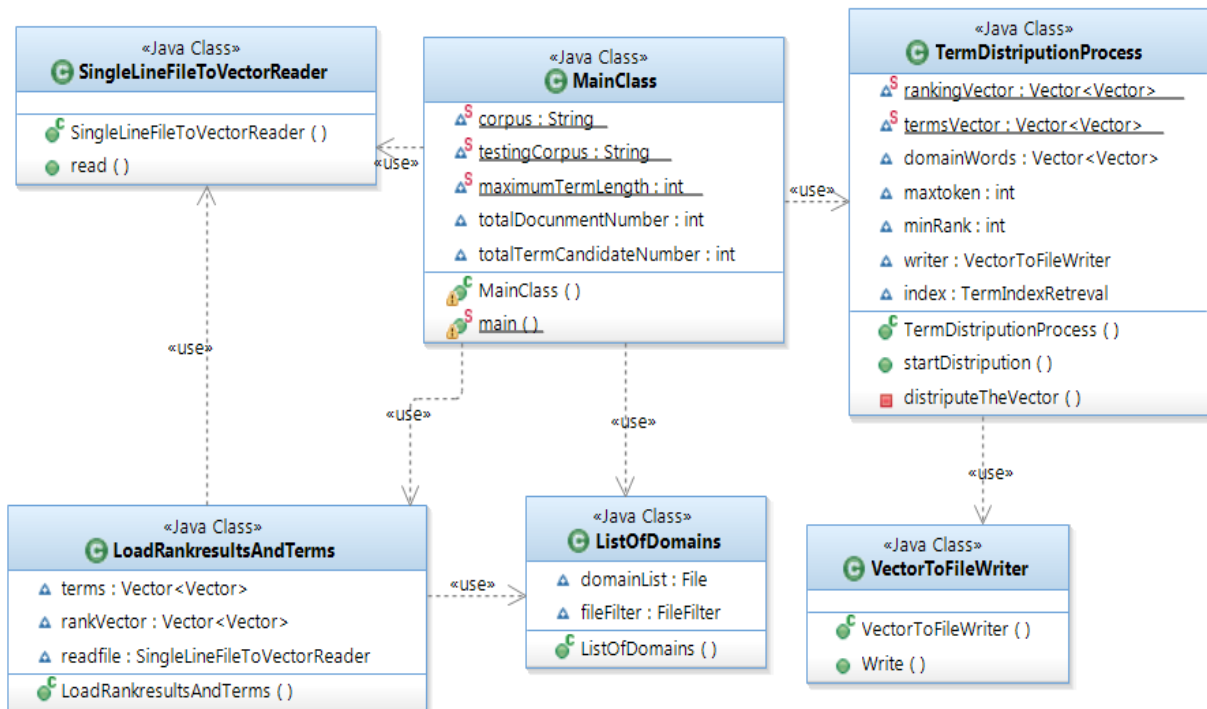 «Java Class»
SingleLineFileToVectorReader
SingleLineFileToVectorReader ( )
read ( )
«use»
«Java Class»
MainClass
corpus : String
testingCorpus : String
maximumTermLength : int
totalDocunmentNumber : int
totalTermCandidateNumber : int
MainClass ( )
main ( )
«use»
«Java Class»
TermDistriputionProcess
rankingVector : Vector<Vector>
termsVector : Vector<Vector>
domainWords : Vector<Vector>
maxtoken : int
minRank : int
writer : VectorToFileWriter
index : TermIndexRetreval
TermDistriputionProcess ( )
startDistripution ( )
distriputeTheVector ( )
«use»
«use»
«use»
«use»
«Java Class»
LoadRankresultsAndTerms
terms : Vector<Vector>
rankVector : Vector<Vector>
readfile : SingleLineFileToVectorReader
LoadRankresultsAndTerms ( )
«use»
«Java Class»
ListOfDomains
domainList : File
fileFilter : FileFilter
ListOfDomains ( )
«Java Class»
VectorToFileWriter
VectorToFileWriter ( )
Write ( )